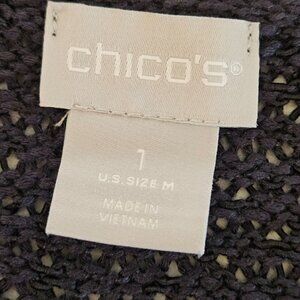 chico's®
1
U.S. SIZE M
MADE IN
VIETNAM